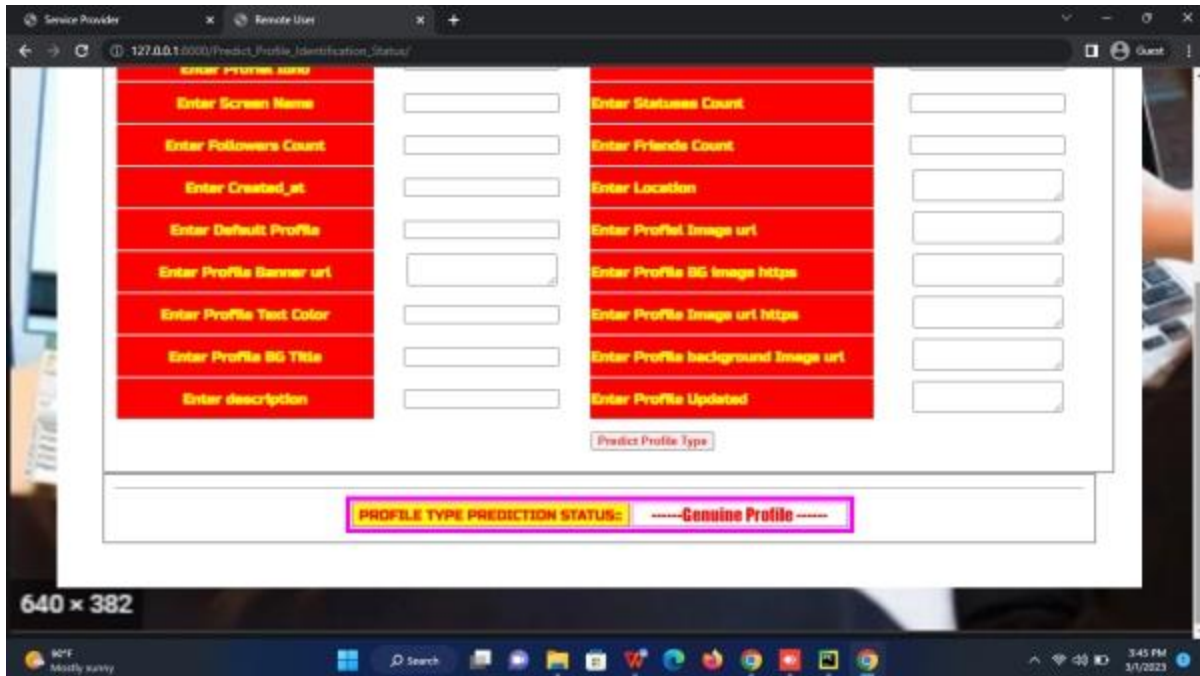 Service Provider
Remote User
127.0.0.1:8000/Predict_Profile_Identification_Status/
Guest
Enter Screen Name
Enter Statuses Count
Enter Followers Count
Enter Friends Count
Enter Created_at
Enter Location
Enter Default Profile
Enter Profiel Image url
Enter Profile Banner url
Enter Profile BG image https
Enter Profile Text Color
Enter Profile Image url https
Enter Profile BG Title
Enter Profile background Image url
Enter description
Enter Profile Updated
Predict Profile Type
PROFILE TYPE PREDICTION STATUS:: ------Genuine Profile ------
640 × 382
90°F
Mostly sunny
Search
3:45 PM
3/1/2023